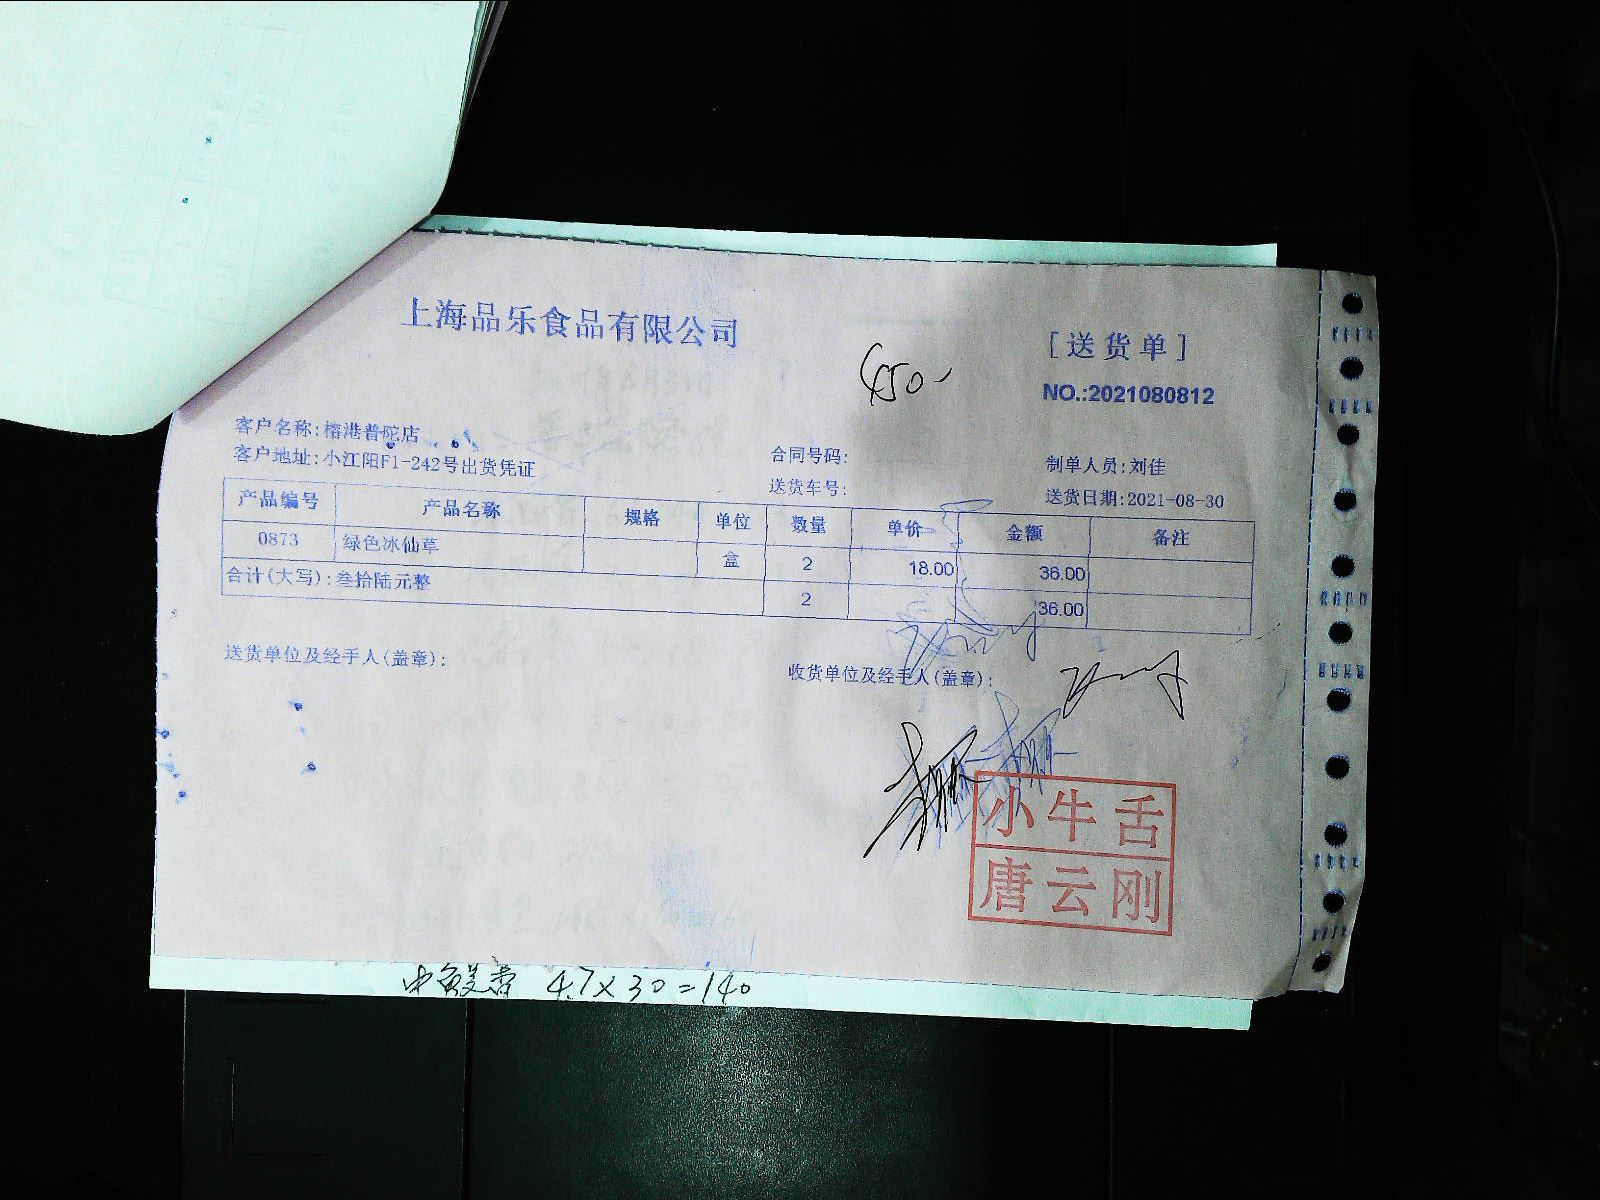 上海品乐食品有限公司
[送货单]
450-
NO.:2021080812
客户名称:榕港普陀店
客户地址:小江阳F1-242号出货凭证
合同号码:
送货车号:
制单人员:刘佳
送货日期:2021-08-30
产品编号 产品名称 规格 单位 数量 单价 金额 备注
0873 绿色冰仙草 盒 2 18.00 36.00
合计(大写):叁拾陆元整 2 36.00
送货单位及经手人(盖章):
收货单位及经手人(盖章):
小牛舌
唐云刚
4.7×30=140